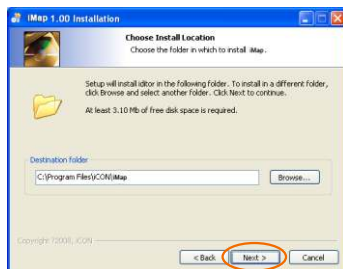 iMap 1.00 Installation
Choose Install Location
Choose the folder in which to install iMap.
Setup will install iditor in the following folder. To install in a different folder,
click Browse and select another folder. Click Next to continue.
At least 3.10 Mb of free disk space is required.
Destination folder
C:\Program Files\iCON\iMap
Browse...
Copyright ©2008, iCON
< Back
Next >
Cancel